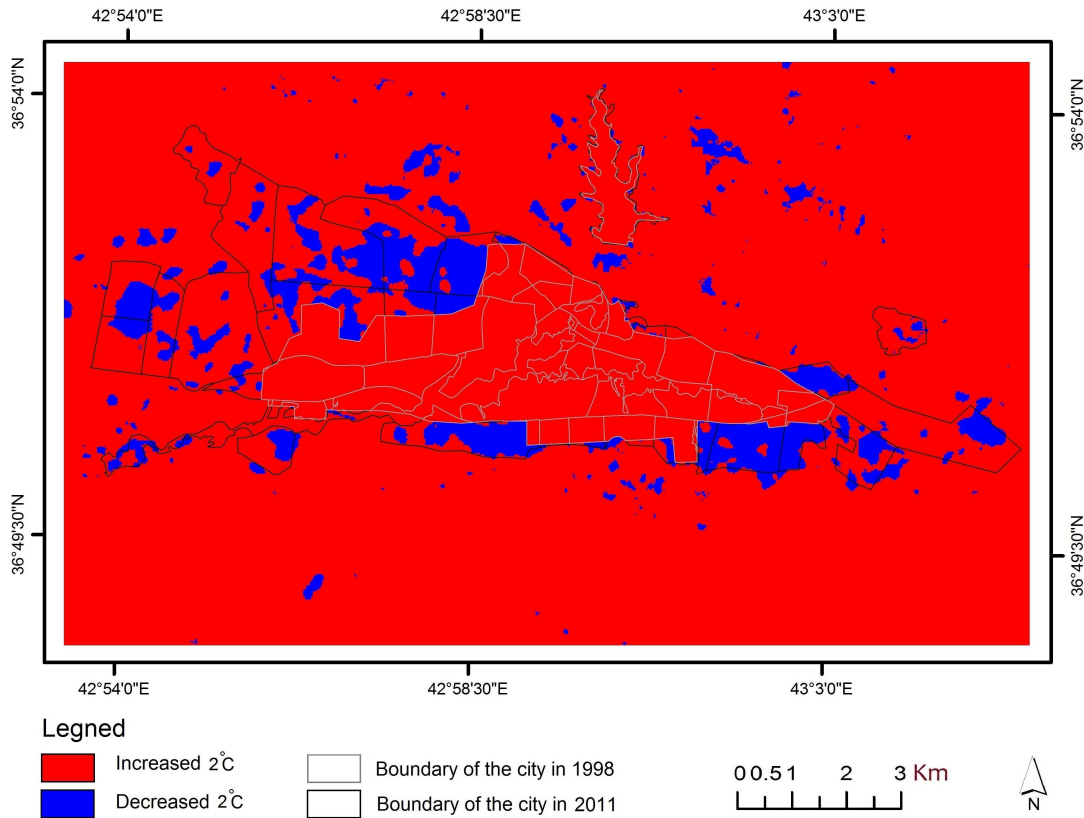 42°54'0"E 42°58'30"E 43°3'0"E
36°54'0"N 36°54'0"N
36°49'30"N 36°49'30"N
42°54'0"E 42°58'30"E 43°3'0"E
Legned
Increased 2°C
Decreased 2°C
Boundary of the city in 1998
Boundary of the city in 2011
0 0.5 1 2 3 Km
N